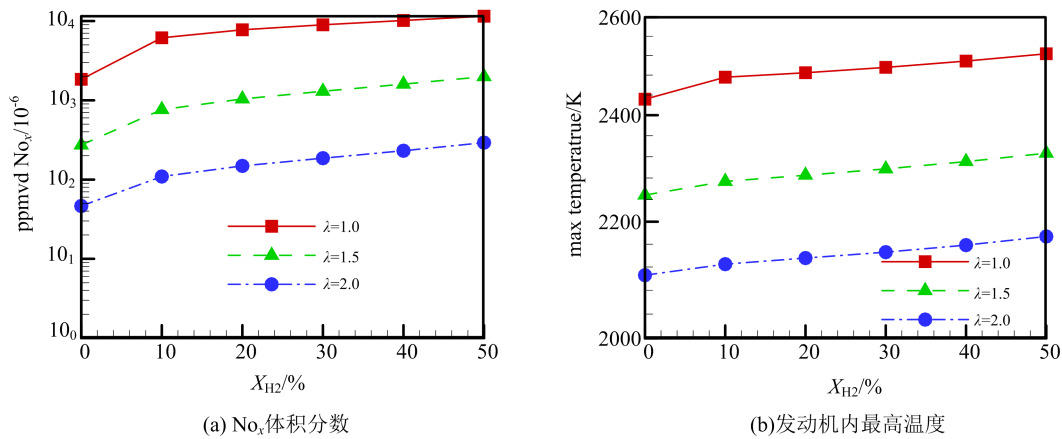 ppmvd Noₓ/10⁻⁶
10⁴
10³
10²
10¹
10₀
0 10 20 30 40 50
X_H2/%
λ=1.0
λ=1.5
λ=2.0
(a) Noₓ体积分数
max temperatrue/K
2600
2400
2200
2000
0 10 20 30 40 50
X_H2/%
λ=1.0
λ=1.5
λ=2.0
(b)发动机内最高温度